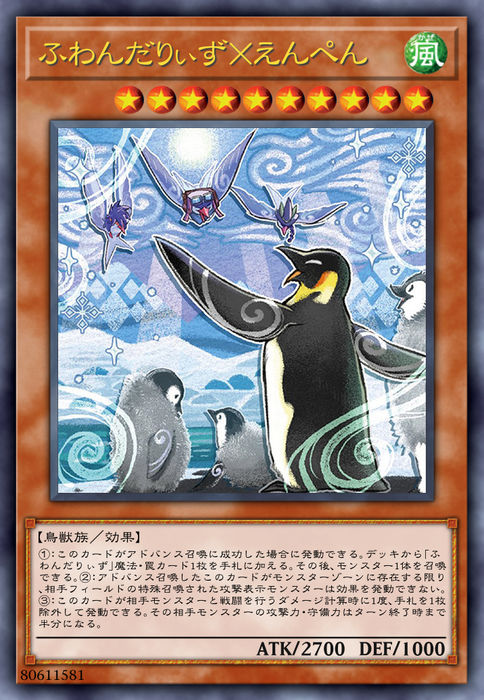 ふわんだりぃず×えんぺん
かぜ
風
【鳥獣族/効果】
①:このカードがアドバンス召喚に成功した場合に発動できる。デッキから「ふ
わんだりぃず」魔法・罠カード1枚を手札に加える。その後、モンスター1体を召喚
できる。②:アドバンス召喚したこのカードがモンスターゾーンに存在する限り
、相手フィールドの特殊召喚された攻撃表示モンスターは効果を発動できない。
③:このカードが相手モンスターと戦闘を行うダメージ計算時に1度、手札を1枚
除外して発動できる。その相手モンスターの攻撃力・守備力はターン終了時まで
半分になる。
ATK/2700 DEF/1000
80611581